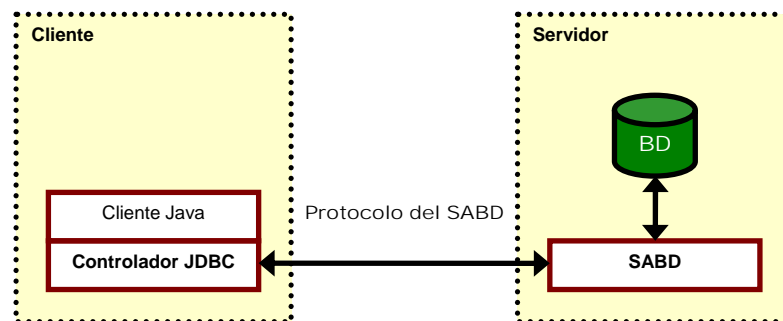 Cliente
Servidor
BD
Cliente Java
Protocolo del SABD
Controlador JDBC
SABD